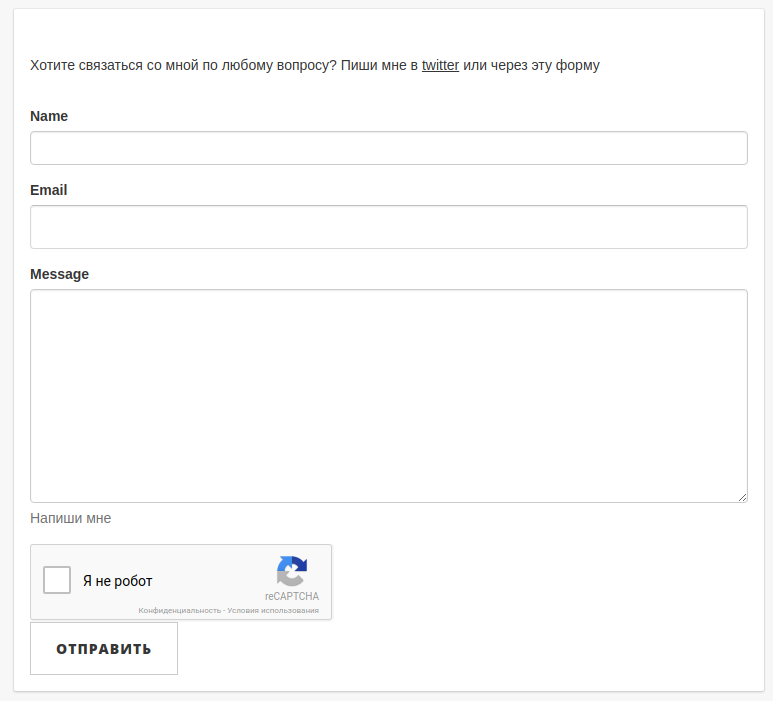 Хотите связаться со мной по любому вопросу? Пиши мне в twitter или через эту форму
Name
Email
Message
Напиши мне
Я не робот
reCAPTCHA
Конфиденциальность - Условия использования
ОТПРАВИТЬ